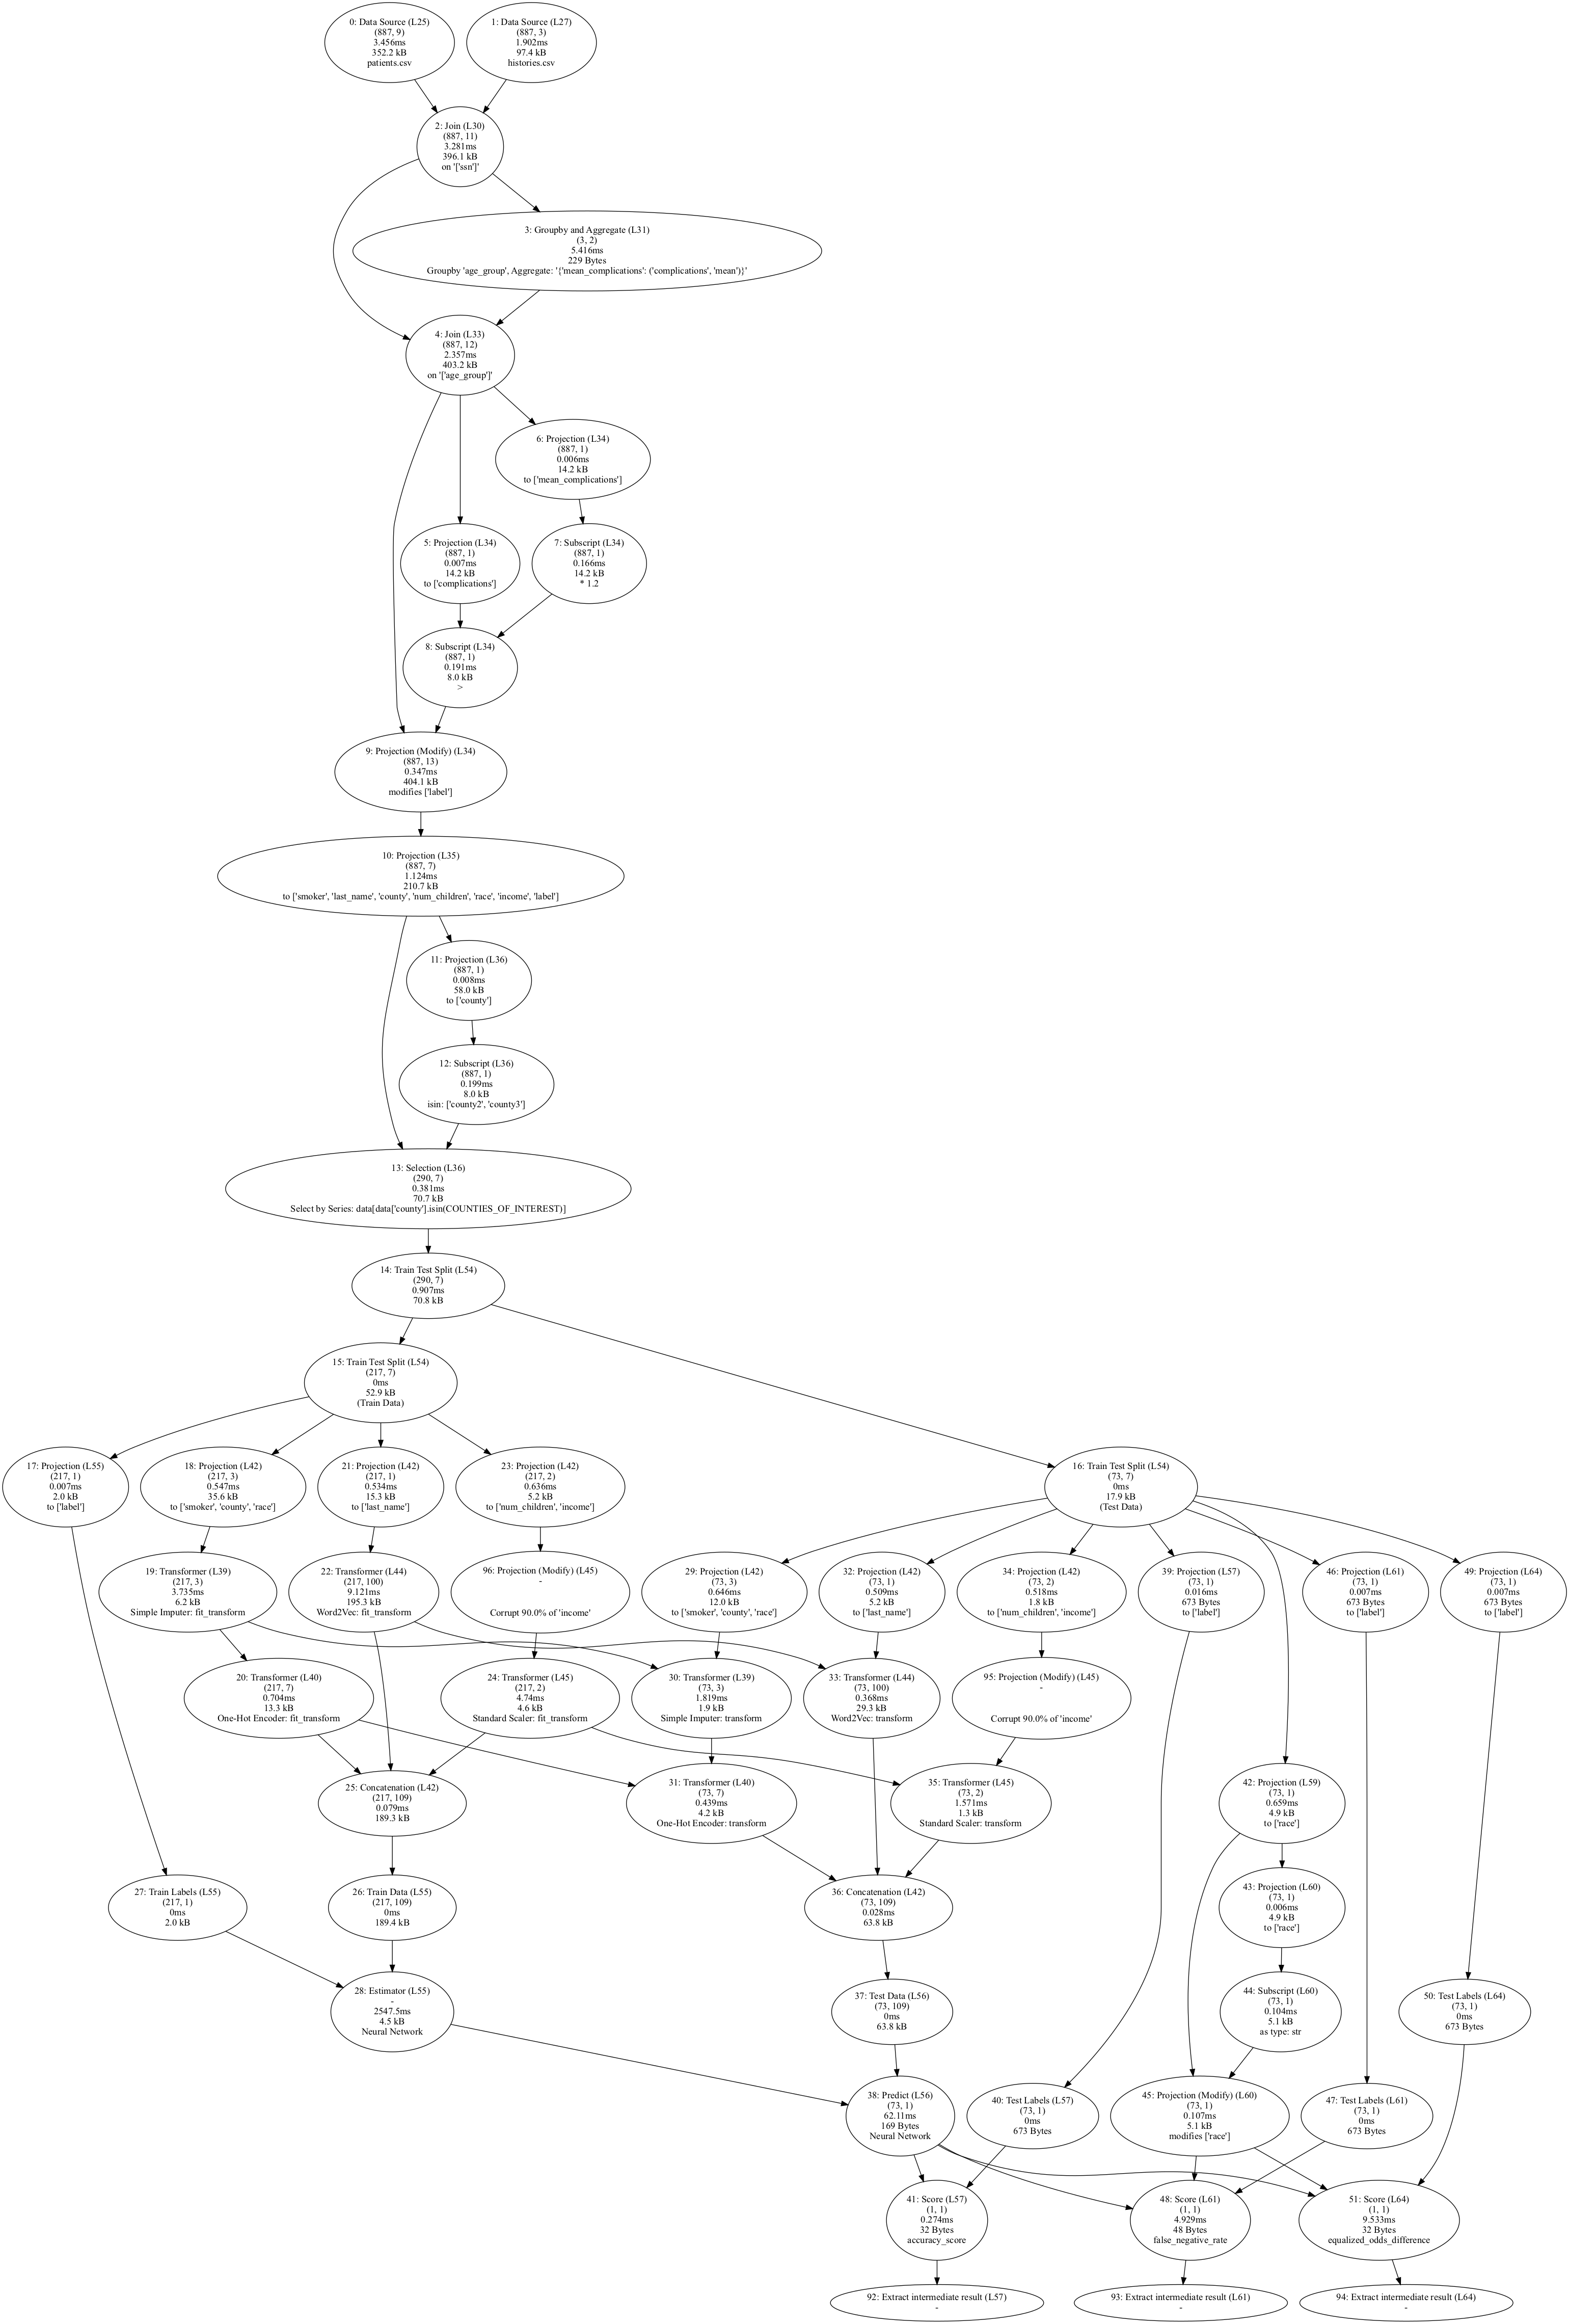 0: Data Source (L25)
(887, 9)
3.456ms
352.2 kB
patients.csv
1: Data Source (L27)
(887, 3)
1.902ms
97.4 kB
histories.csv
2: Join (L30)
(887, 11)
3.281ms
396.1 kB
on '['ssn']'
3: Groupby and Aggregate (L31)
(3, 2)
5.416ms
229 Bytes
Groupby 'age_group', Aggregate: '{'mean_complications': ('complications', 'mean')}'
4: Join (L33)
(887, 12)
2.357ms
403.2 kB
on '['age_group']'
6: Projection (L34)
(887, 1)
0.006ms
14.2 kB
to ['mean_complications']
5: Projection (L34)
(887, 1)
0.007ms
14.2 kB
to ['complications']
7: Subscript (L34)
(887, 1)
0.166ms
14.2 kB
* 1.2
8: Subscript (L34)
(887, 1)
0.191ms
8.0 kB
>
9: Projection (Modify) (L34)
(887, 13)
0.347ms
404.1 kB
modifies ['label']
10: Projection (L35)
(887, 7)
1.124ms
210.7 kB
to ['smoker', 'last_name', 'county', 'num_children', 'race', 'income', 'label']
11: Projection (L36)
(887, 1)
0.008ms
58.0 kB
to ['county']
12: Subscript (L36)
(887, 1)
0.199ms
8.0 kB
isin: ['county2', 'county3']
13: Selection (L36)
(290, 7)
0.381ms
70.7 kB
Select by Series: data[data['county'].isin(COUNTIES_OF_INTEREST)]
14: Train Test Split (L54)
(290, 7)
0.907ms
70.8 kB
15: Train Test Split (L54)
(217, 7)
0ms
52.9 kB
(Train Data)
17: Projection (L55)
(217, 1)
0.007ms
2.0 kB
to ['label']
18: Projection (L42)
(217, 3)
0.547ms
35.6 kB
to ['smoker', 'county', 'race']
21: Projection (L42)
(217, 1)
0.534ms
15.3 kB
to ['last_name']
23: Projection (L42)
(217, 2)
0.636ms
5.2 kB
to ['num_children', 'income']
16: Train Test Split (L54)
(73, 7)
0ms
17.9 kB
(Test Data)
19: Transformer (L39)
(217, 3)
3.735ms
6.2 kB
Simple Imputer: fit_transform
22: Transformer (L44)
(217, 100)
9.121ms
195.3 kB
Word2Vec: fit_transform
96: Projection (Modify) (L45)
-
Corrupt 90.0% of 'income'
29: Projection (L42)
(73, 3)
0.646ms
12.0 kB
to ['smoker', 'county', 'race']
32: Projection (L42)
(73, 1)
0.509ms
5.2 kB
to ['last_name']
34: Projection (L42)
(73, 2)
0.518ms
1.8 kB
to ['num_children', 'income']
39: Projection (L57)
(73, 1)
0.016ms
673 Bytes
to ['label']
46: Projection (L61)
(73, 1)
0.007ms
673 Bytes
to ['label']
49: Projection (L64)
(73, 1)
0.007ms
673 Bytes
to ['label']
20: Transformer (L40)
(217, 7)
0.704ms
13.3 kB
One-Hot Encoder: fit_transform
24: Transformer (L45)
(217, 2)
4.74ms
4.6 kB
Standard Scaler: fit_transform
30: Transformer (L39)
(73, 3)
1.819ms
1.9 kB
Simple Imputer: transform
33: Transformer (L44)
(73, 100)
0.368ms
29.3 kB
Word2Vec: transform
95: Projection (Modify) (L45)
-
Corrupt 90.0% of 'income'
25: Concatenation (L42)
(217, 109)
0.079ms
189.3 kB
31: Transformer (L40)
(73, 7)
0.439ms
4.2 kB
One-Hot Encoder: transform
35: Transformer (L45)
(73, 2)
1.571ms
1.3 kB
Standard Scaler: transform
42: Projection (L59)
(73, 1)
0.659ms
4.9 kB
to ['race']
27: Train Labels (L55)
(217, 1)
0ms
2.0 kB
26: Train Data (L55)
(217, 109)
0ms
189.4 kB
36: Concatenation (L42)
(73, 109)
0.028ms
63.8 kB
43: Projection (L60)
(73, 1)
0.006ms
4.9 kB
to ['race']
28: Estimator (L55)
-
2547.5ms
4.5 kB
Neural Network
37: Test Data (L56)
(73, 109)
0ms
63.8 kB
44: Subscript (L60)
(73, 1)
0.104ms
5.1 kB
as type: str
50: Test Labels (L64)
(73, 1)
0ms
673 Bytes
38: Predict (L56)
(73, 1)
62.11ms
169 Bytes
Neural Network
40: Test Labels (L57)
(73, 1)
0ms
673 Bytes
45: Projection (Modify) (L60)
(73, 1)
0.107ms
5.1 kB
modifies ['race']
47: Test Labels (L61)
(73, 1)
0ms
673 Bytes
41: Score (L57)
(1, 1)
0.274ms
32 Bytes
accuracy_score
48: Score (L61)
(1, 1)
4.929ms
48 Bytes
false_negative_rate
51: Score (L64)
(1, 1)
9.533ms
32 Bytes
equalized_odds_difference
92: Extract intermediate result (L57)
-
93: Extract intermediate result (L61)
-
94: Extract intermediate result (L64)
-